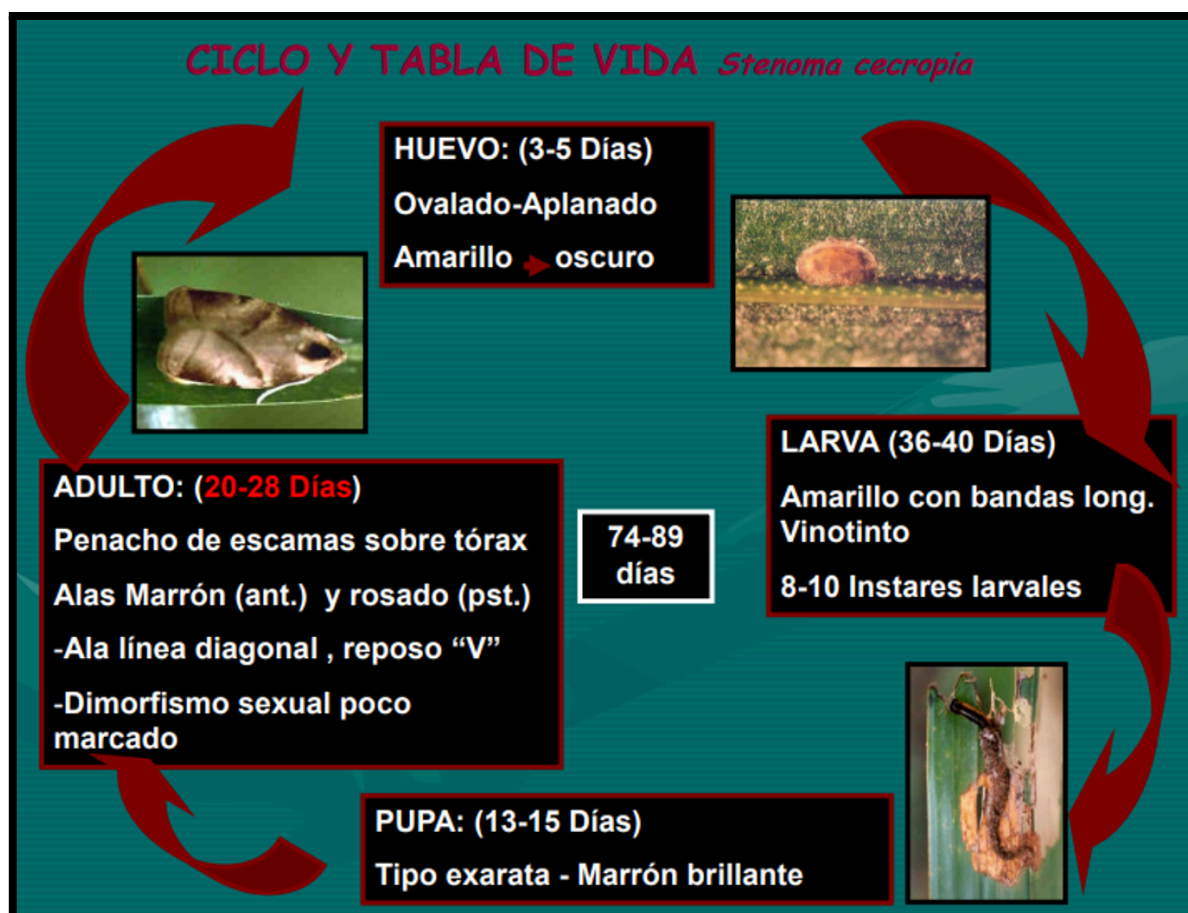 CICLO Y TABLA DE VIDA Stenoma cecropia
HUEVO: (3-5 Días)
Ovalado-Aplanado
Amarillo oscuro
LARVA (36-40 Días)
Amarillo con bandas long.
Vinotinto
8-10 Instares larvales
ADULTO: (20-28 Días)
Penacho de escamas sobre tórax
Alas Marrón (ant.) y rosado (pst.)
-Ala línea diagonal , reposo “V”
-Dimorfismo sexual poco
marcado
74-89
días
PUPA: (13-15 Días)
Tipo exarata - Marrón brillante